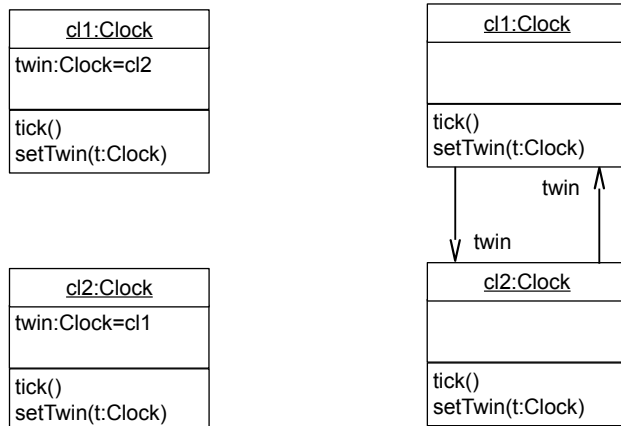 cl1:Clock
twin:Clock=cl2
tick()
setTwin(t:Clock)
cl2:Clock
twin:Clock=cl1
tick()
setTwin(t:Clock)
cl1:Clock
tick()
setTwin(t:Clock)
twin
twin
cl2:Clock
tick()
setTwin(t:Clock)